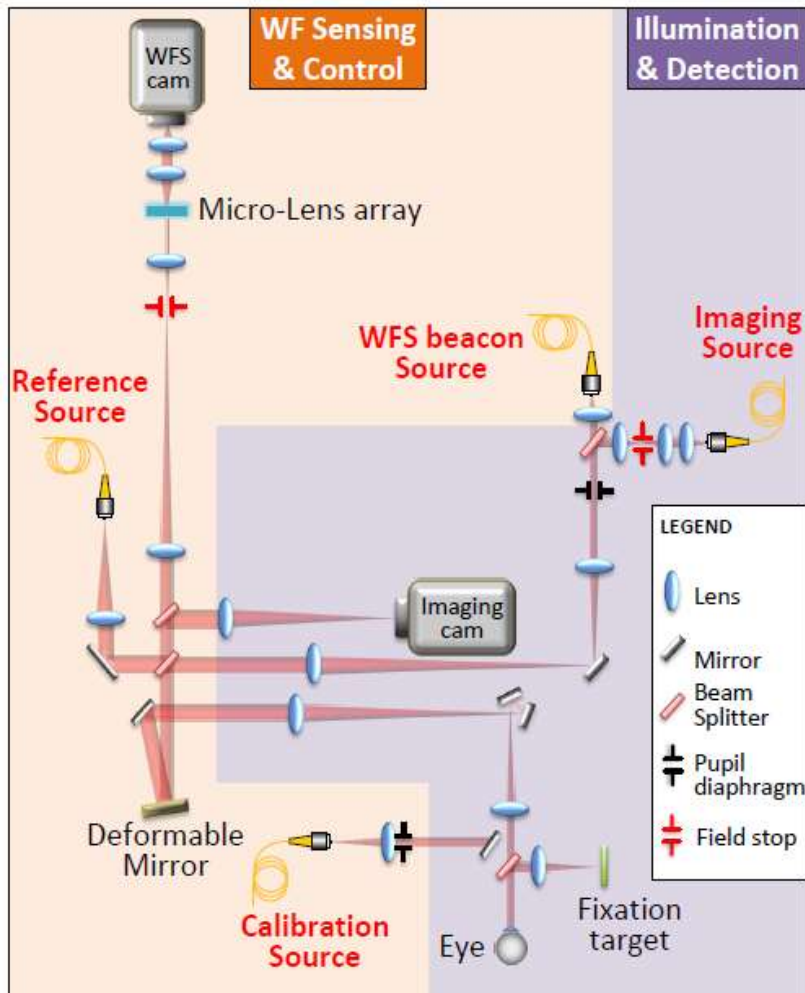 WF Sensing
& Control
Illumination
& Detection
WFS
cam
Micro-Lens array
WFS beacon
Source
Imaging
Source
Reference
Source
LEGEND
Lens
Mirror
Beam
Splitter
Pupil
diaphragm
Field stop
Imaging
cam
Deformable
Mirror
Calibration
Source
Eye
Fixation
target